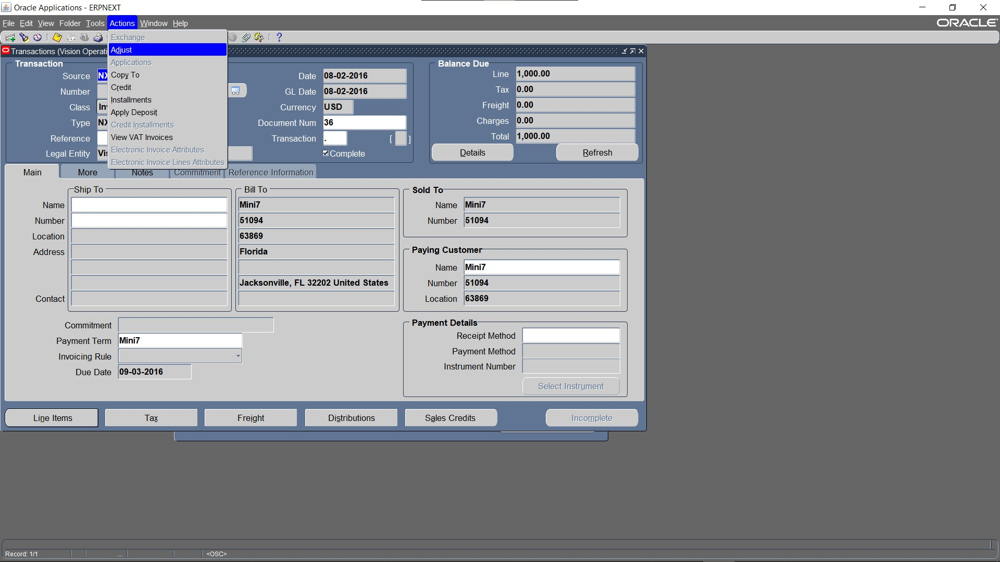 Oracle Applications - ERPNEXT
File Edit View Folder Tools Actions Window Help
ORACLE
Exchange
Adjust
Applications
Copy To
Credit
Installments
Apply Deposit
Credit Installments
View VAT Invoices
Electronic Invoice Attributes
Electronic Invoice Lines Attributes
Transactions (Vision Operati
Transaction
Source NX
Number
Class Inv
Type NX
Reference
Legal Entity Vis
Date 08-02-2016
GL Date 08-02-2016
Currency USD
Document Num 36
Transaction . [ ]
Complete
Balance Due
Line 1,000.00
Tax 0.00
Freight 0.00
Charges 0.00
Total 1,000.00
Details Refresh
Main More Notes Commitment Reference Information
Ship To
Name
Number
Location
Address
Contact
Bill To
Mini7
51094
63869
Florida
Jacksonville, FL 32202 United States
Sold To
Name Mini7
Number 51094
Paying Customer
Name Mini7
Number 51094
Location 63869
Commitment
Payment Term Mini7
Invoicing Rule
Due Date 09-03-2016
Payment Details
Receipt Method
Payment Method
Instrument Number
Select Instrument
Line Items Tax Freight Distributions Sales Credits Incomplete
Record: 1/1 ... <OSC>